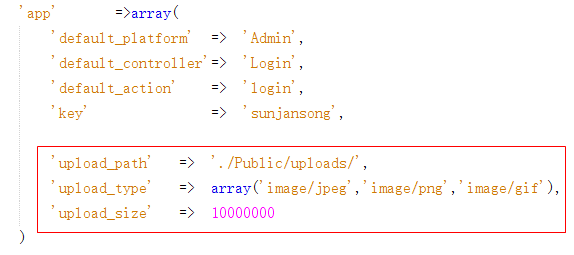 'app' =>array(
'default_platform' => 'Admin',
'default_controller'=> 'Login',
'default_action' => 'login',
'key' => 'sunjansong',
'upload_path' => './Public/uploads/',
'upload_type' => array('image/jpeg','image/png','image/gif'),
'upload_size' => 10000000
)